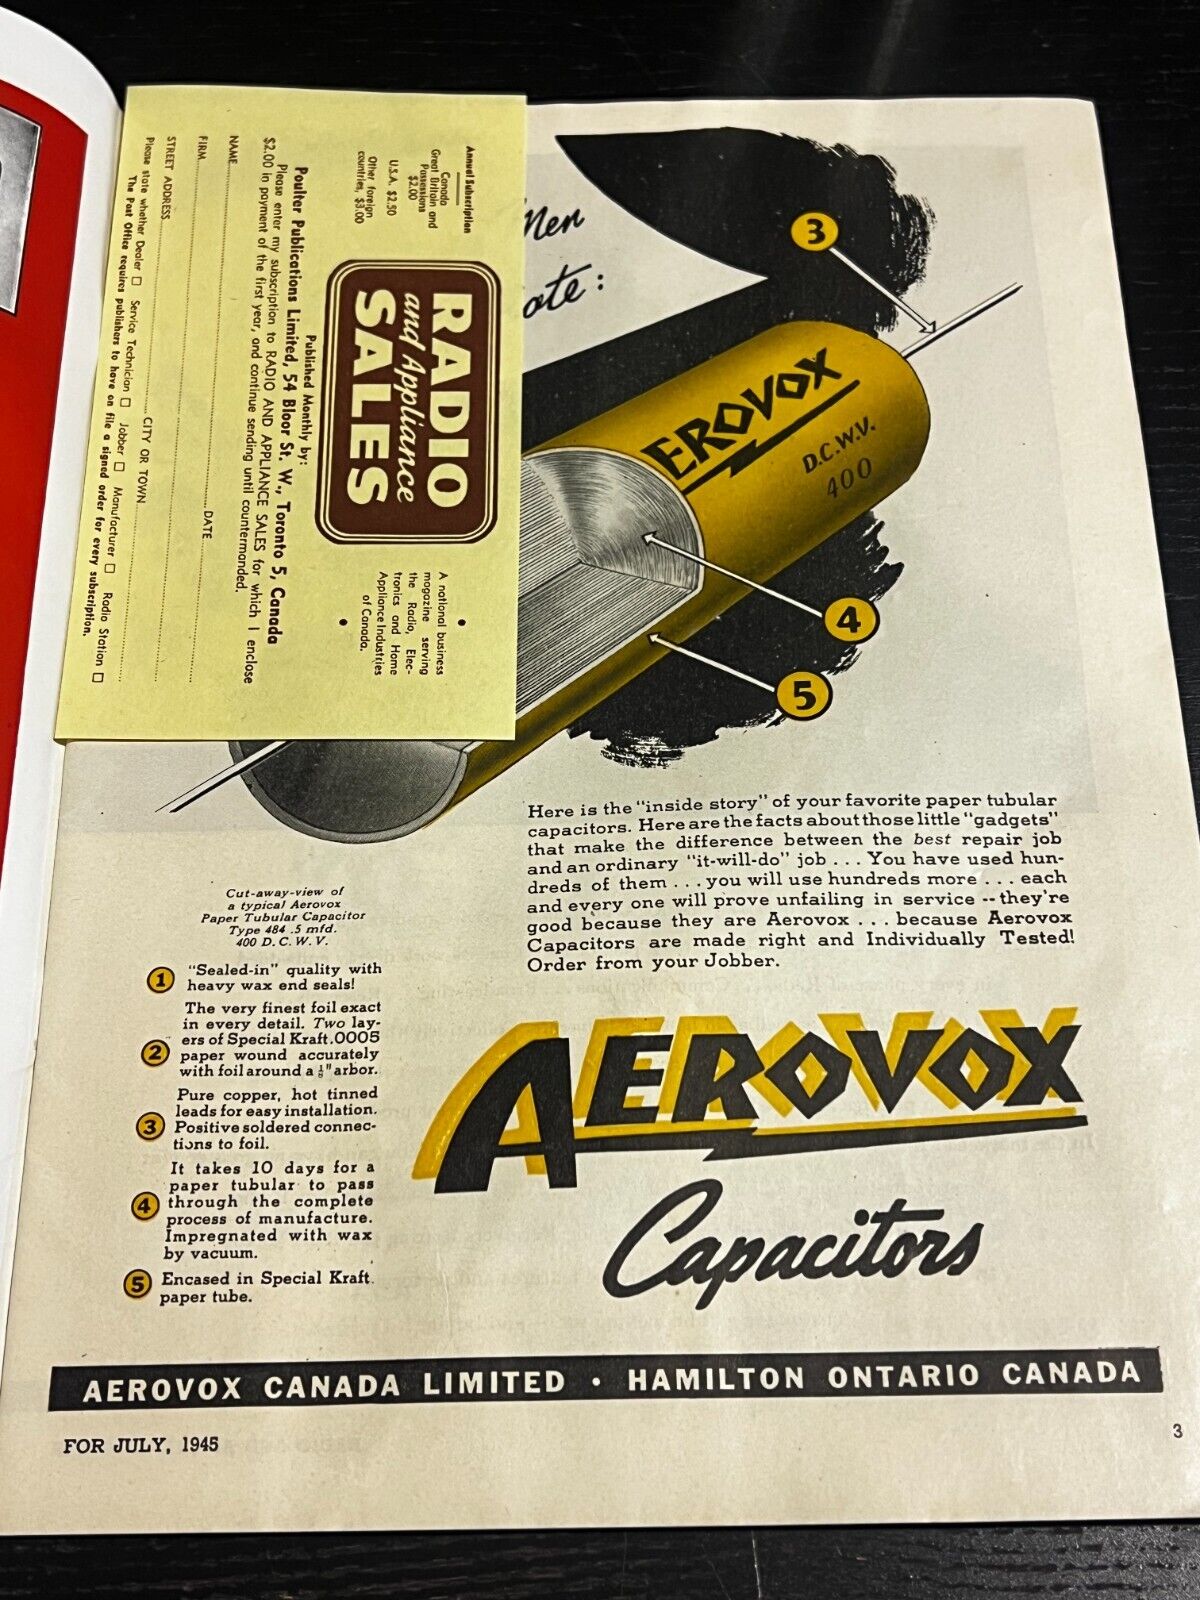 Annual Subscription
Canada
Great Britain and
Possessions
$2.00
U.S.A. $2.50
Other foreign
countries, $3.00
RADIO
and Appliance
SALES
•
A national business
magazine serving
the Radio, Elec-
tronics and Home
Appliance Industries
of Canada.
•
Published Monthly by:
Poulter Publications Limited, 54 Bloor St. W., Toronto 5, Canada
Please enter my subscription to RADIO AND APPLIANCE SALES for which I enclose
$2.00 in payment of the first year, and continue sending until countermanded.
NAME
DATE
FIRM
STREET ADDRESS
CITY OR TOWN
Please state whether Dealer □ Service Technician □ Jobber □ Manufacturer □ Radio Station □
The Post Office requires publishers to have on file a signed order for every subscription.
Men
ote:
3
AEROVOX
D.C.W.V.
400
4
5
Here is the "inside story" of your favorite paper tubular
capacitors. Here are the facts about those little "gadgets"
that make the difference between the best repair job
and an ordinary "it-will-do" job . . . You have used hun-
dreds of them . . . you will use hundreds more . . . each
and every one will prove unfailing in service -- they're
good because they are Aerovox . . . because Aerovox
Capacitors are made right and Individually Tested!
Order from your Jobber.
Cut-away-view of
a typical Aerovox
Paper Tubular Capacitor
Type 484 .5 mfd.
400 D.C.W.V.
1 "Sealed-in" quality with
heavy wax end seals!
The very finest foil exact
in every detail. Two lay-
ers of Special Kraft .0005
2 paper wound accurately
with foil around a ⅛" arbor.
Pure copper, hot tinned
leads for easy installation.
3 Positive soldered connec-
tions to foil.
It takes 10 days for a
paper tubular to pass
4 through the complete
process of manufacture.
Impregnated with wax
by vacuum.
5 Encased in Special Kraft
paper tube.
AEROVOX
Capacitors
AEROVOX CANADA LIMITED • HAMILTON ONTARIO CANADA
FOR JULY, 1945
3